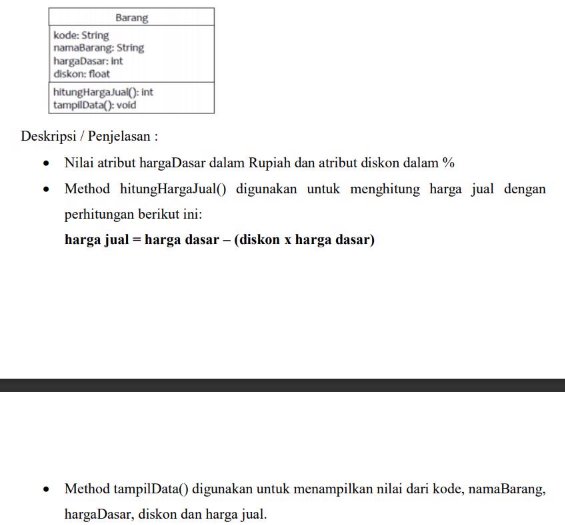 Barang
kode: String
namaBarang: String
hargaDasar: int
diskon: float
hitungHargaJual(): int
tampilData(): void
Deskripsi / Penjelasan :
• Nilai atribut hargaDasar dalam Rupiah dan atribut diskon dalam %
• Method hitungHargaJual() digunakan untuk menghitung harga jual dengan
perhitungan berikut ini:
harga jual = harga dasar – (diskon x harga dasar)
• Method tampilData() digunakan untuk menampilkan nilai dari kode, namaBarang,
hargaDasar, diskon dan harga jual.